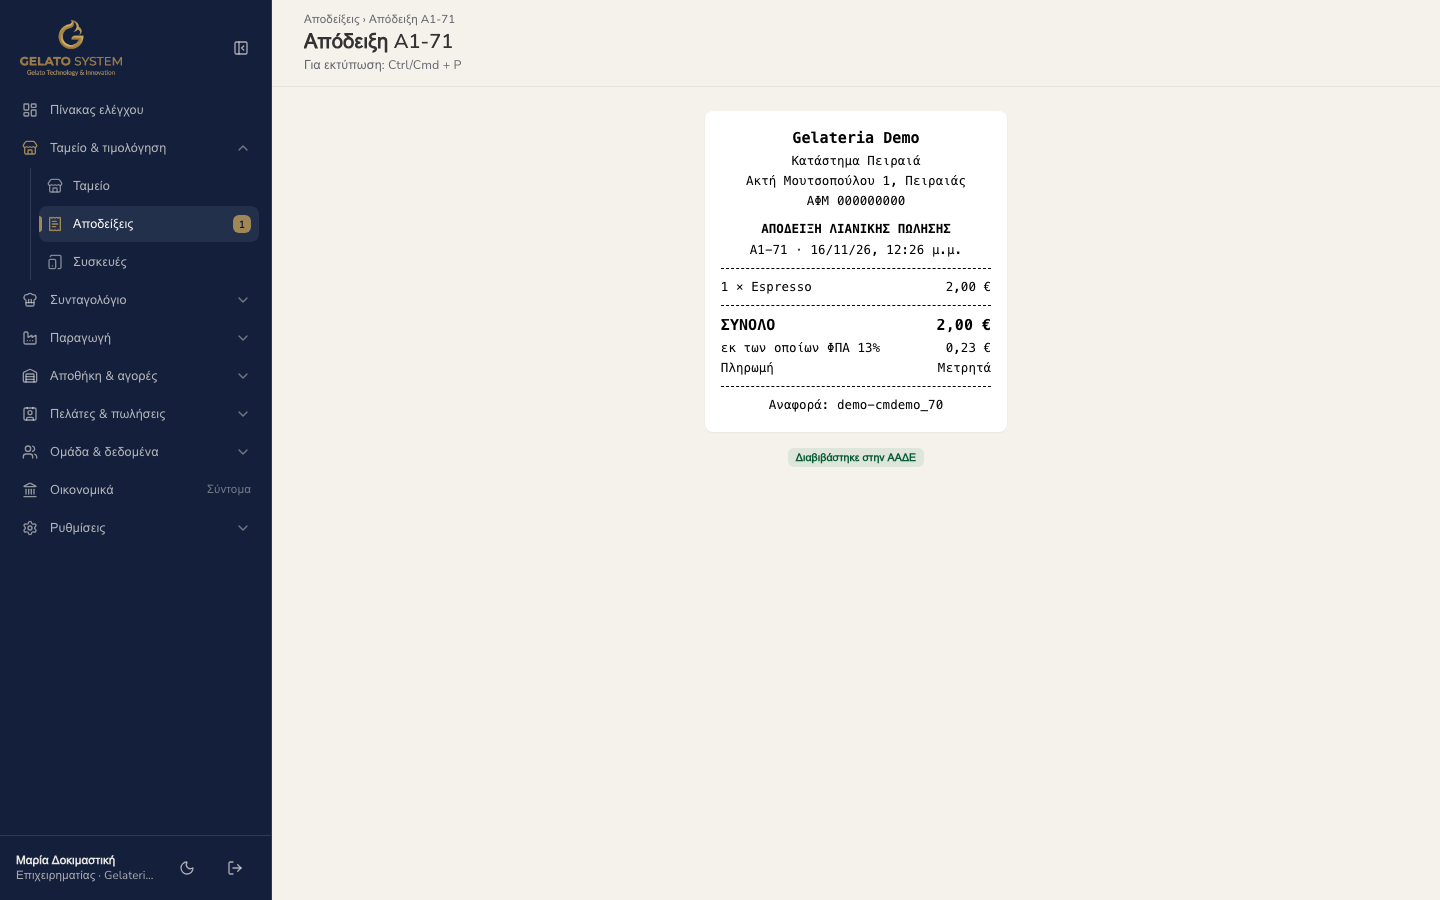 GELATO SYSTEM
Gelato Technology & Innovation
Πίνακας ελέγχου
Ταμείο & τιμολόγηση
Ταμείο
Αποδείξεις 1
Συσκευές
Συνταγολόγιο
Παραγωγή
Αποθήκη & αγορές
Πελάτες & πωλήσεις
Ομάδα & δεδομένα
Οικονομικά Σύντομα
Ρυθμίσεις
Μαρία Δοκιμαστική
Επιχειρηματίας · Gelateri...
Αποδείξεις › Απόδειξη A1-71
Απόδειξη A1-71
Για εκτύπωση: Ctrl/Cmd + P
Gelateria Demo
Κατάστημα Πειραιά
Ακτή Μουτσοπούλου 1, Πειραιάς
ΑΦΜ 000000000
ΑΠΟΔΕΙΞΗ ΛΙΑΝΙΚΗΣ ΠΩΛΗΣΗΣ
A1-71 · 16/11/26, 12:26 μ.μ.
1 × Espresso 2,00 €
ΣΥΝΟΛΟ 2,00 €
εκ των οποίων ΦΠΑ 13% 0,23 €
Πληρωμή Μετρητά
Αναφορά: demo-cmdemo_70
Διαβιβάστηκε στην ΑΑΔΕ